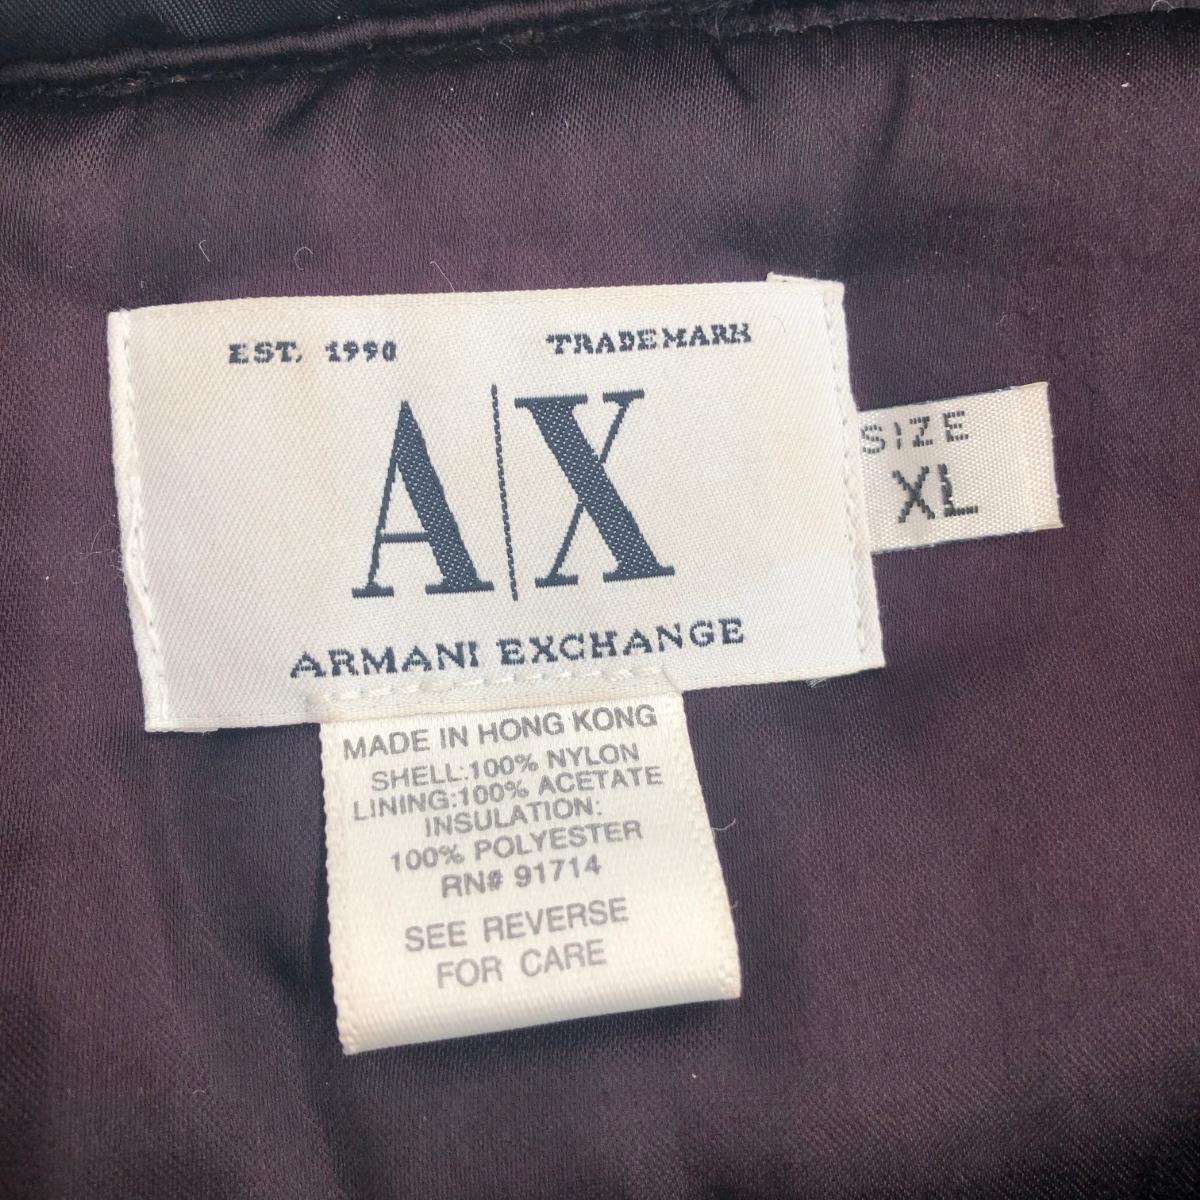 EST. 1990 TRADEMARK
A|X
ARMANI EXCHANGE
SIZE
XL
MADE IN HONG KONG
SHELL:100% NYLON
LINING:100% ACETATE
INSULATION:
100% POLYESTER
RN# 91714
SEE REVERSE
FOR CARE